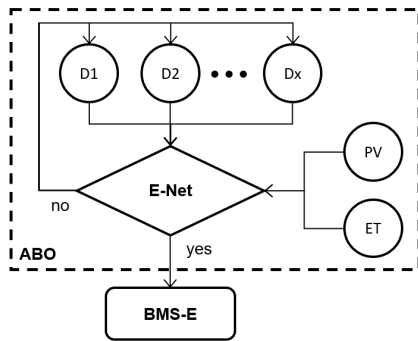 D1
D2
Dx
PV
E-Net
no
ET
yes
ABO
BMS-E